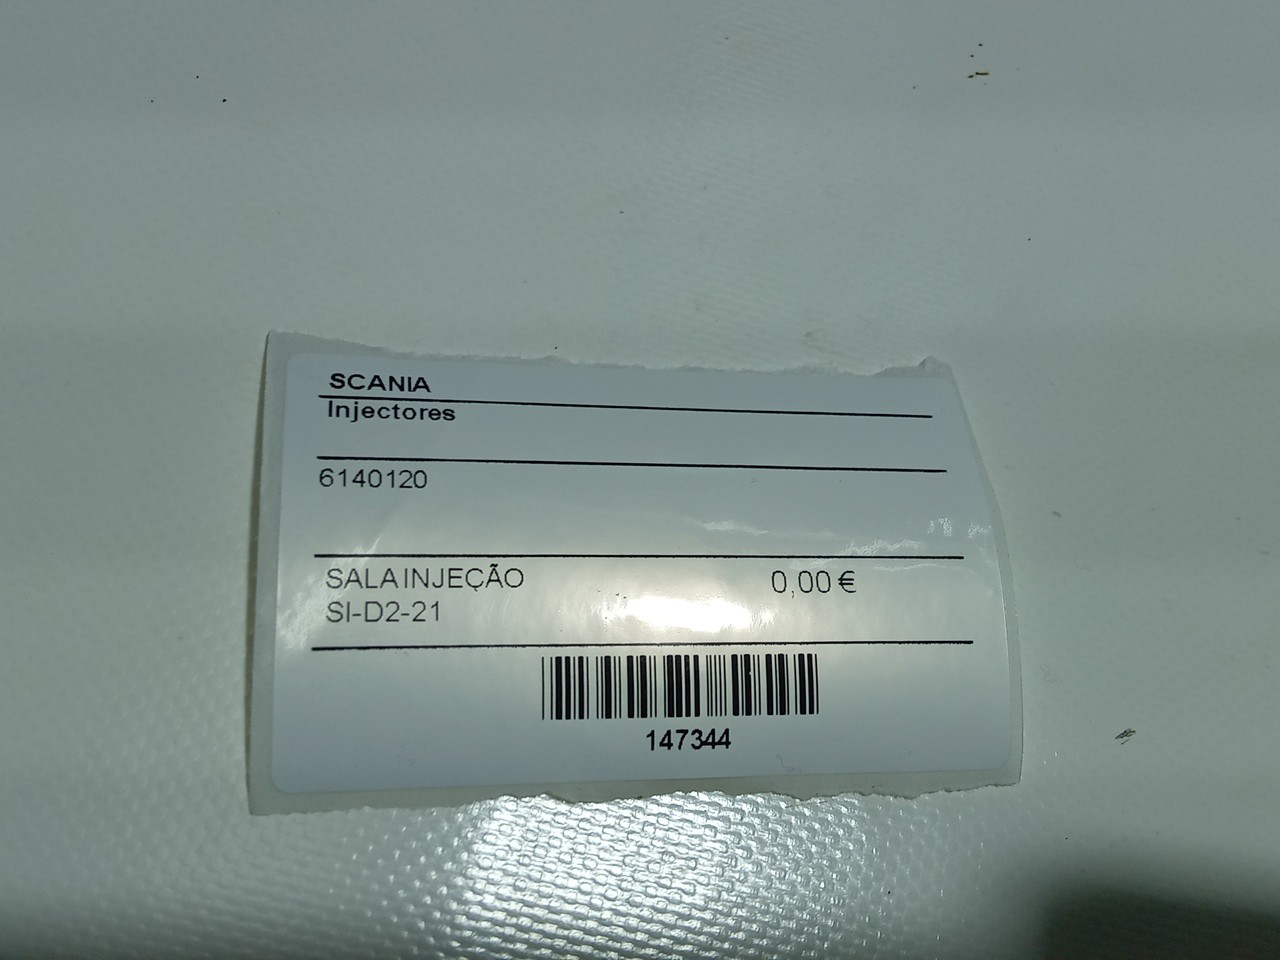 SCANIA
Injectores
6140120
SALA INJEÇÃO 0,00 €
SI-D2-21
147344